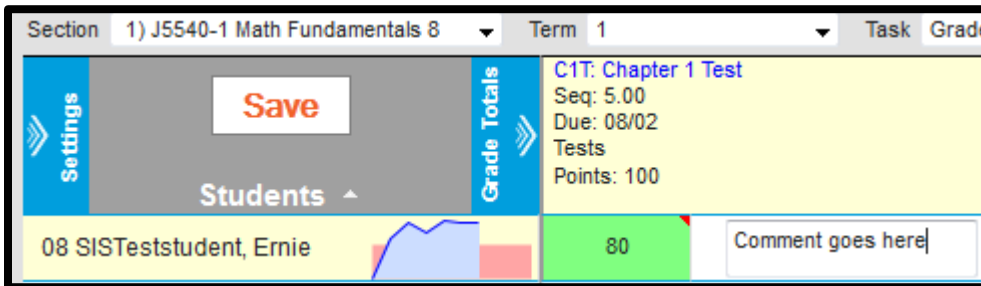 Section 1) J5540-1 Math Fundamentals 8 Term 1 Task Grade
Settings
Save
Students
Grade Totals
C1T: Chapter 1 Test
Seq: 5.00
Due: 08/02
Tests
Points: 100
08 SISTeststudent, Ernie 80 Comment goes here